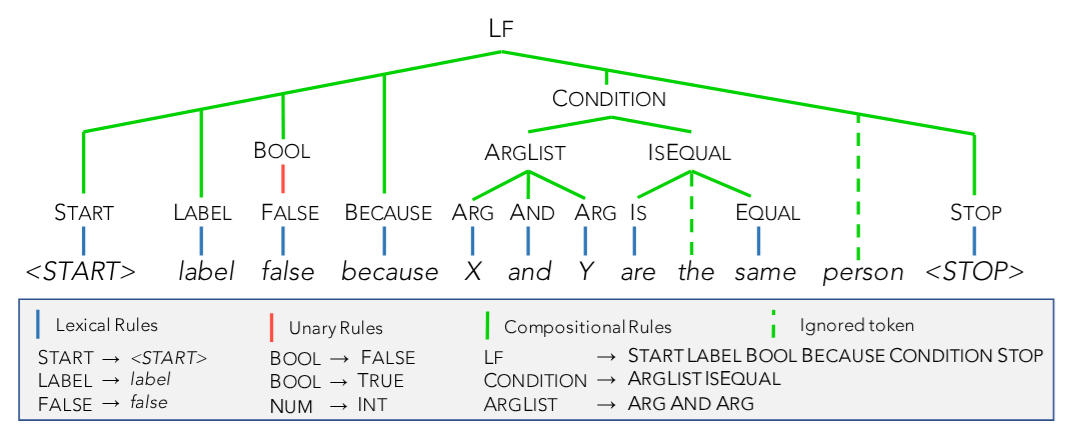 LF
CONDITION
BOOL ARGLIST ISEQUAL
START LABEL FALSE BECAUSE ARG AND ARG IS EQUAL STOP
<START> label false because X and Y are the same person <STOP>
Lexical Rules Unary Rules Compositional Rules Ignored token
START → <START> BOOL → FALSE LF → START LABEL BOOL BECAUSE CONDITION STOP
LABEL → label BOOL → TRUE CONDITION → ARGLIST ISEQUAL
FALSE → false NUM → INT ARGLIST → ARG AND ARG